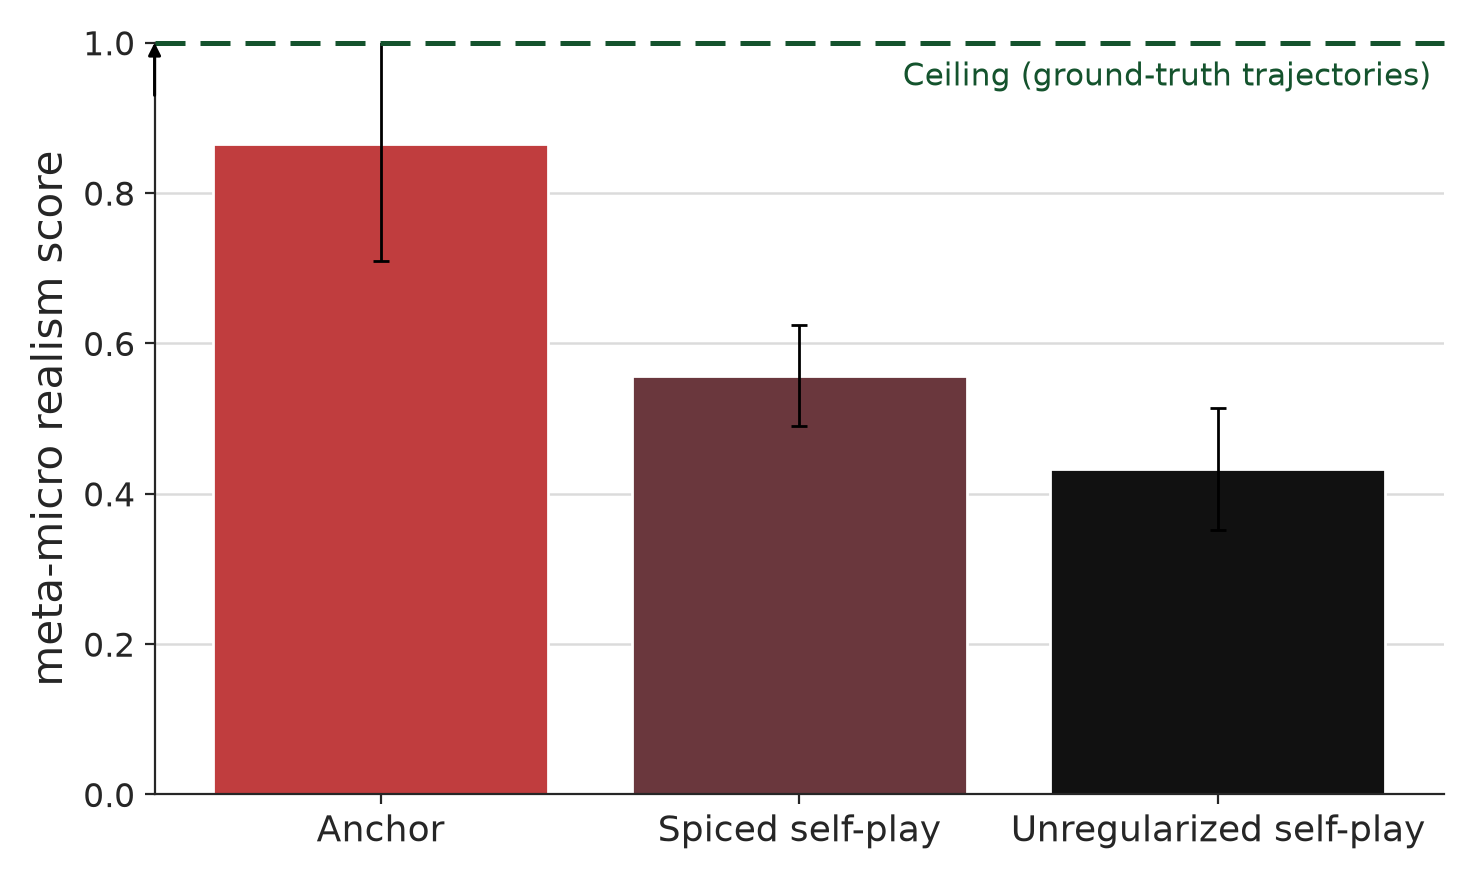 1.0
0.8
0.6
0.4
0.2
0.0
meta-micro realism score
Ceiling (ground-truth trajectories)
Anchor
Spiced self-play
Unregularized self-play